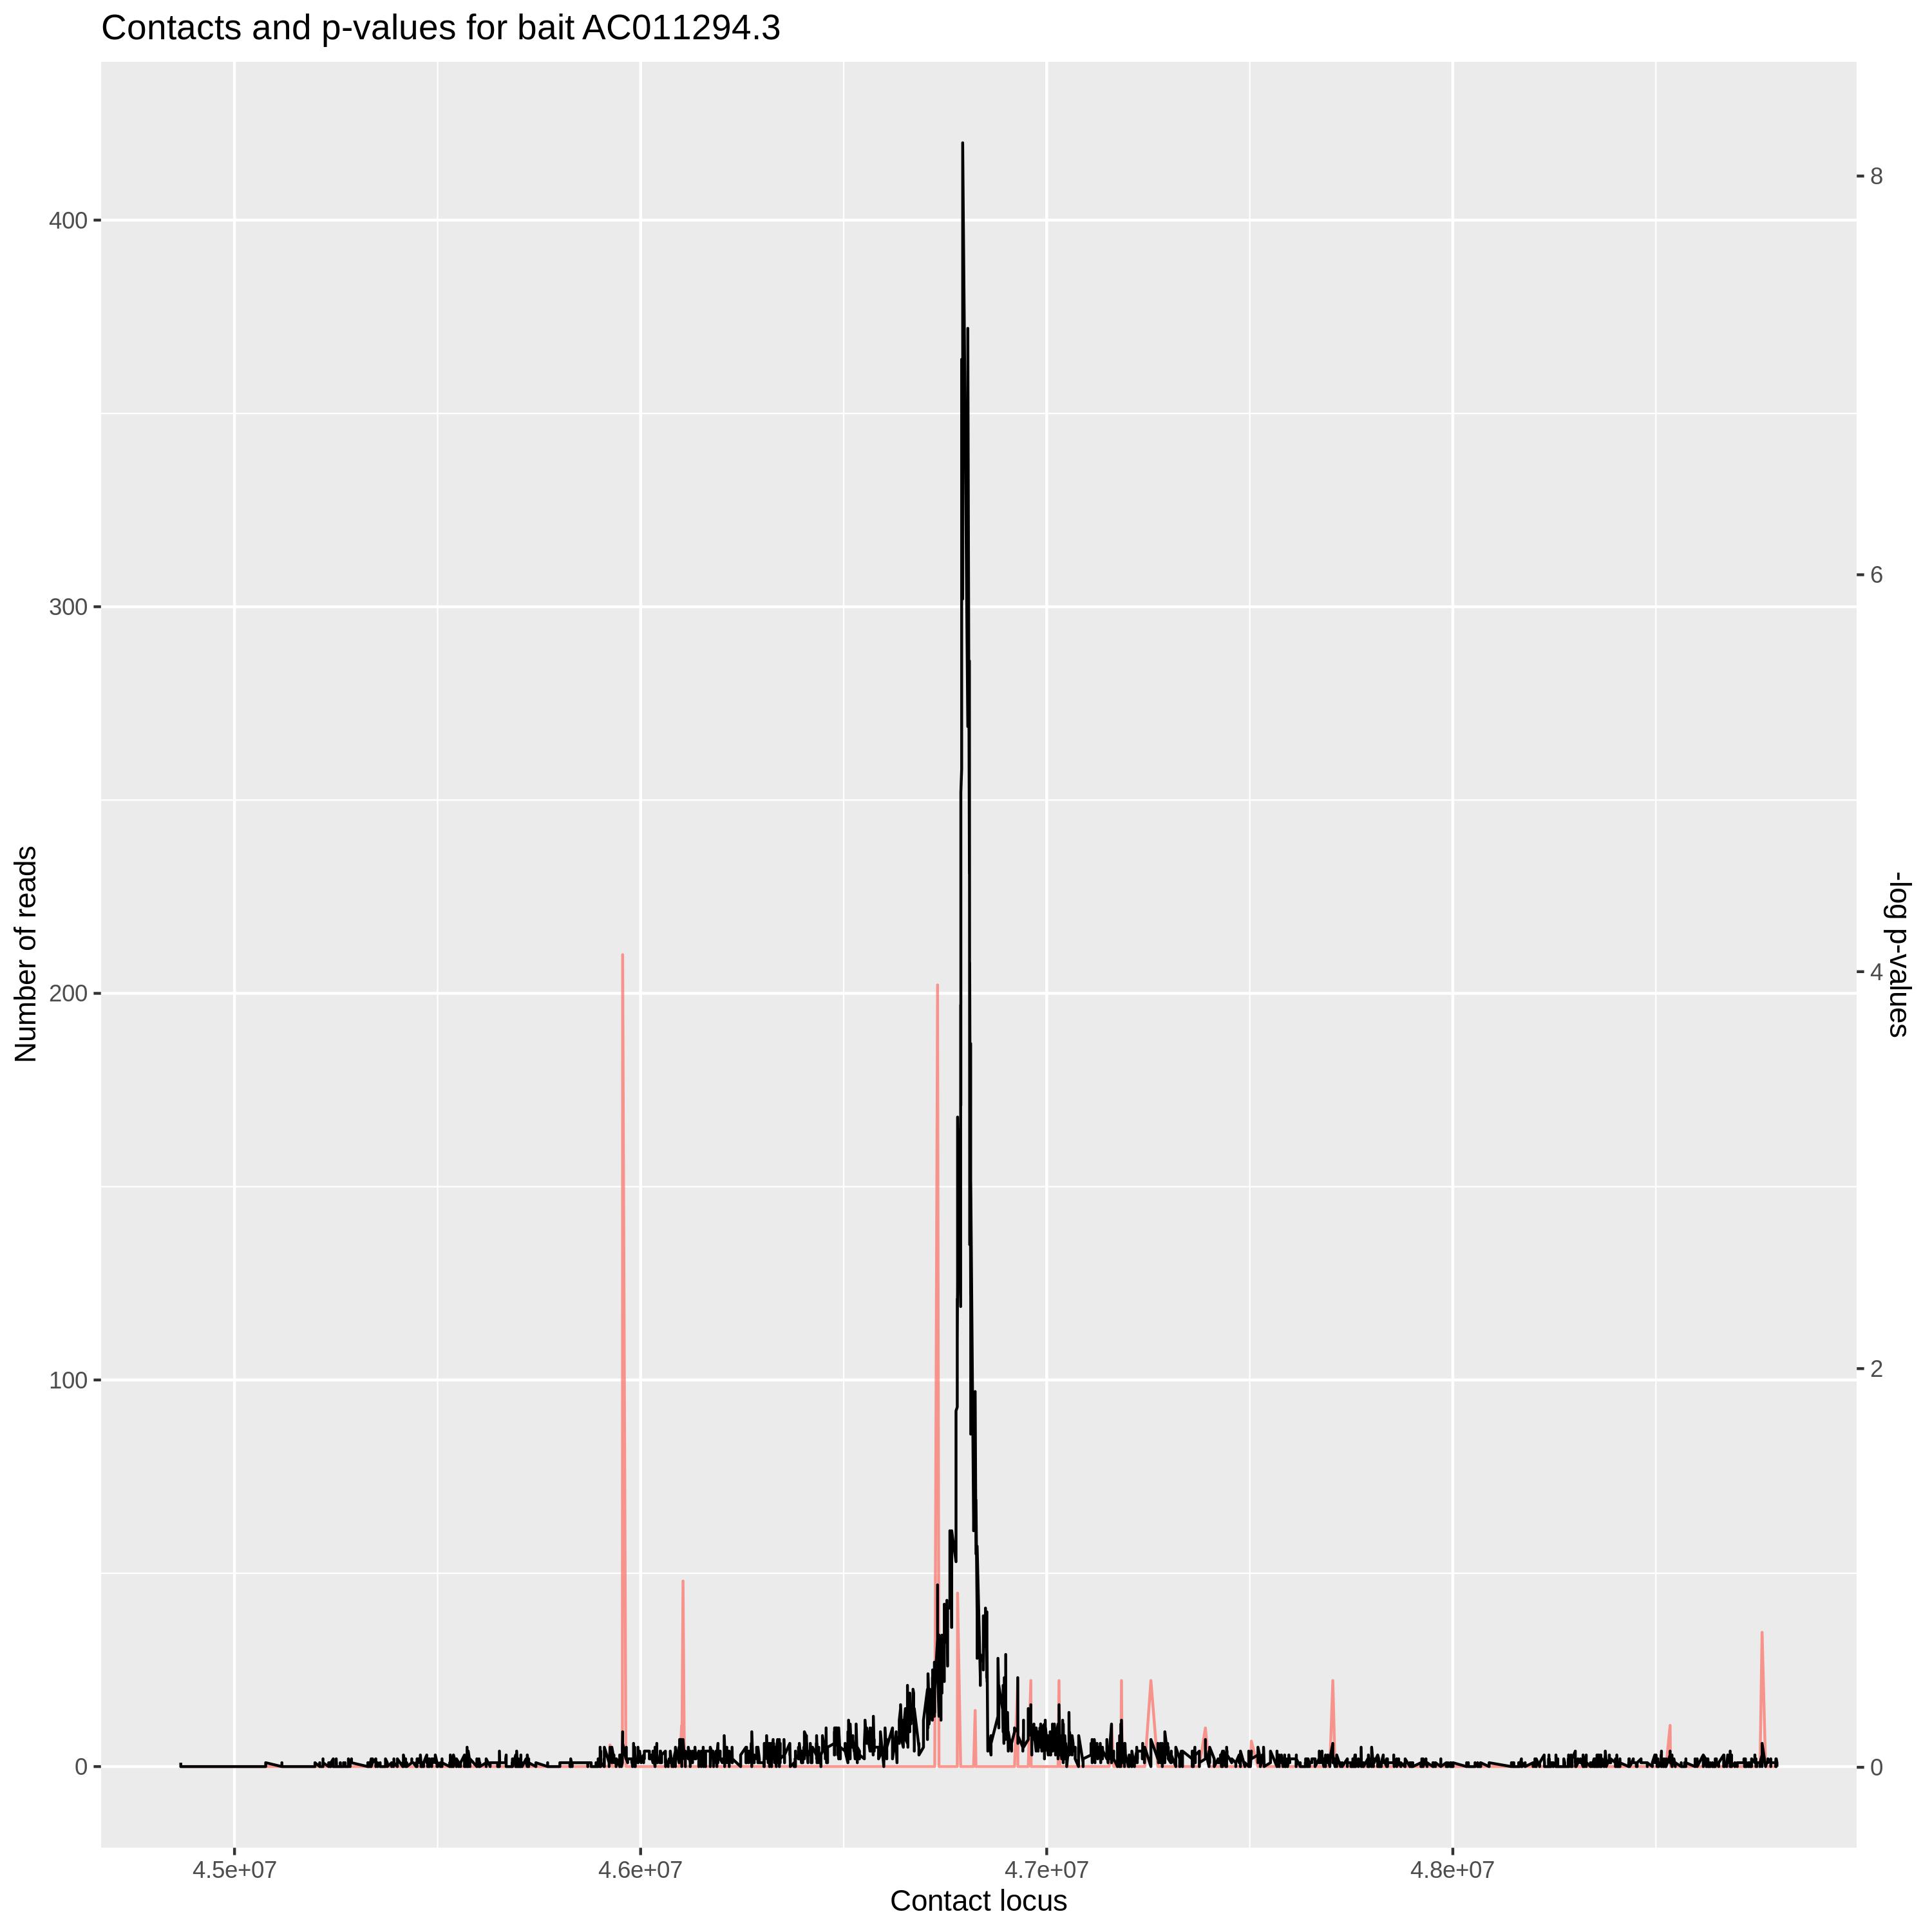 Contacts and p-values for bait AC011294.3
400
300
200
100
0
Number of reads
8
6
4
2
0
-log p-values
4.5e+07 4.6e+07 4.7e+07 4.8e+07
Contact locus